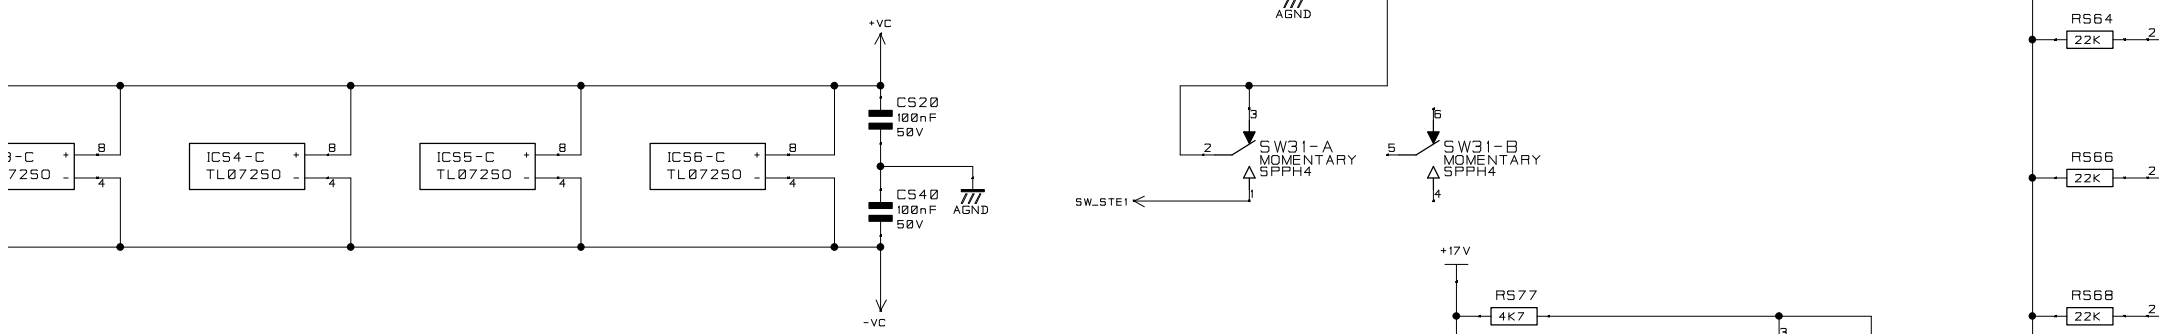 +VC
CS20
100nF
50V
8
3-C
+
072SO
-
4
8
ICS4-C
+
TL072SO
-
4
8
ICS5-C
+
TL072SO
-
4
8
ICS6-C
+
TL072SO
-
4
CS40
100nF
50V
AGND
-VC
AGND
3
2
SW31-A
MOMENTARY
SPPH4
1
SW_STE1
6
5
SW31-B
MOMENTARY
SPPH4
4
+17V
RS77
4K7
3
RS64
22K
2
RS66
22K
2
RS68
22K
2